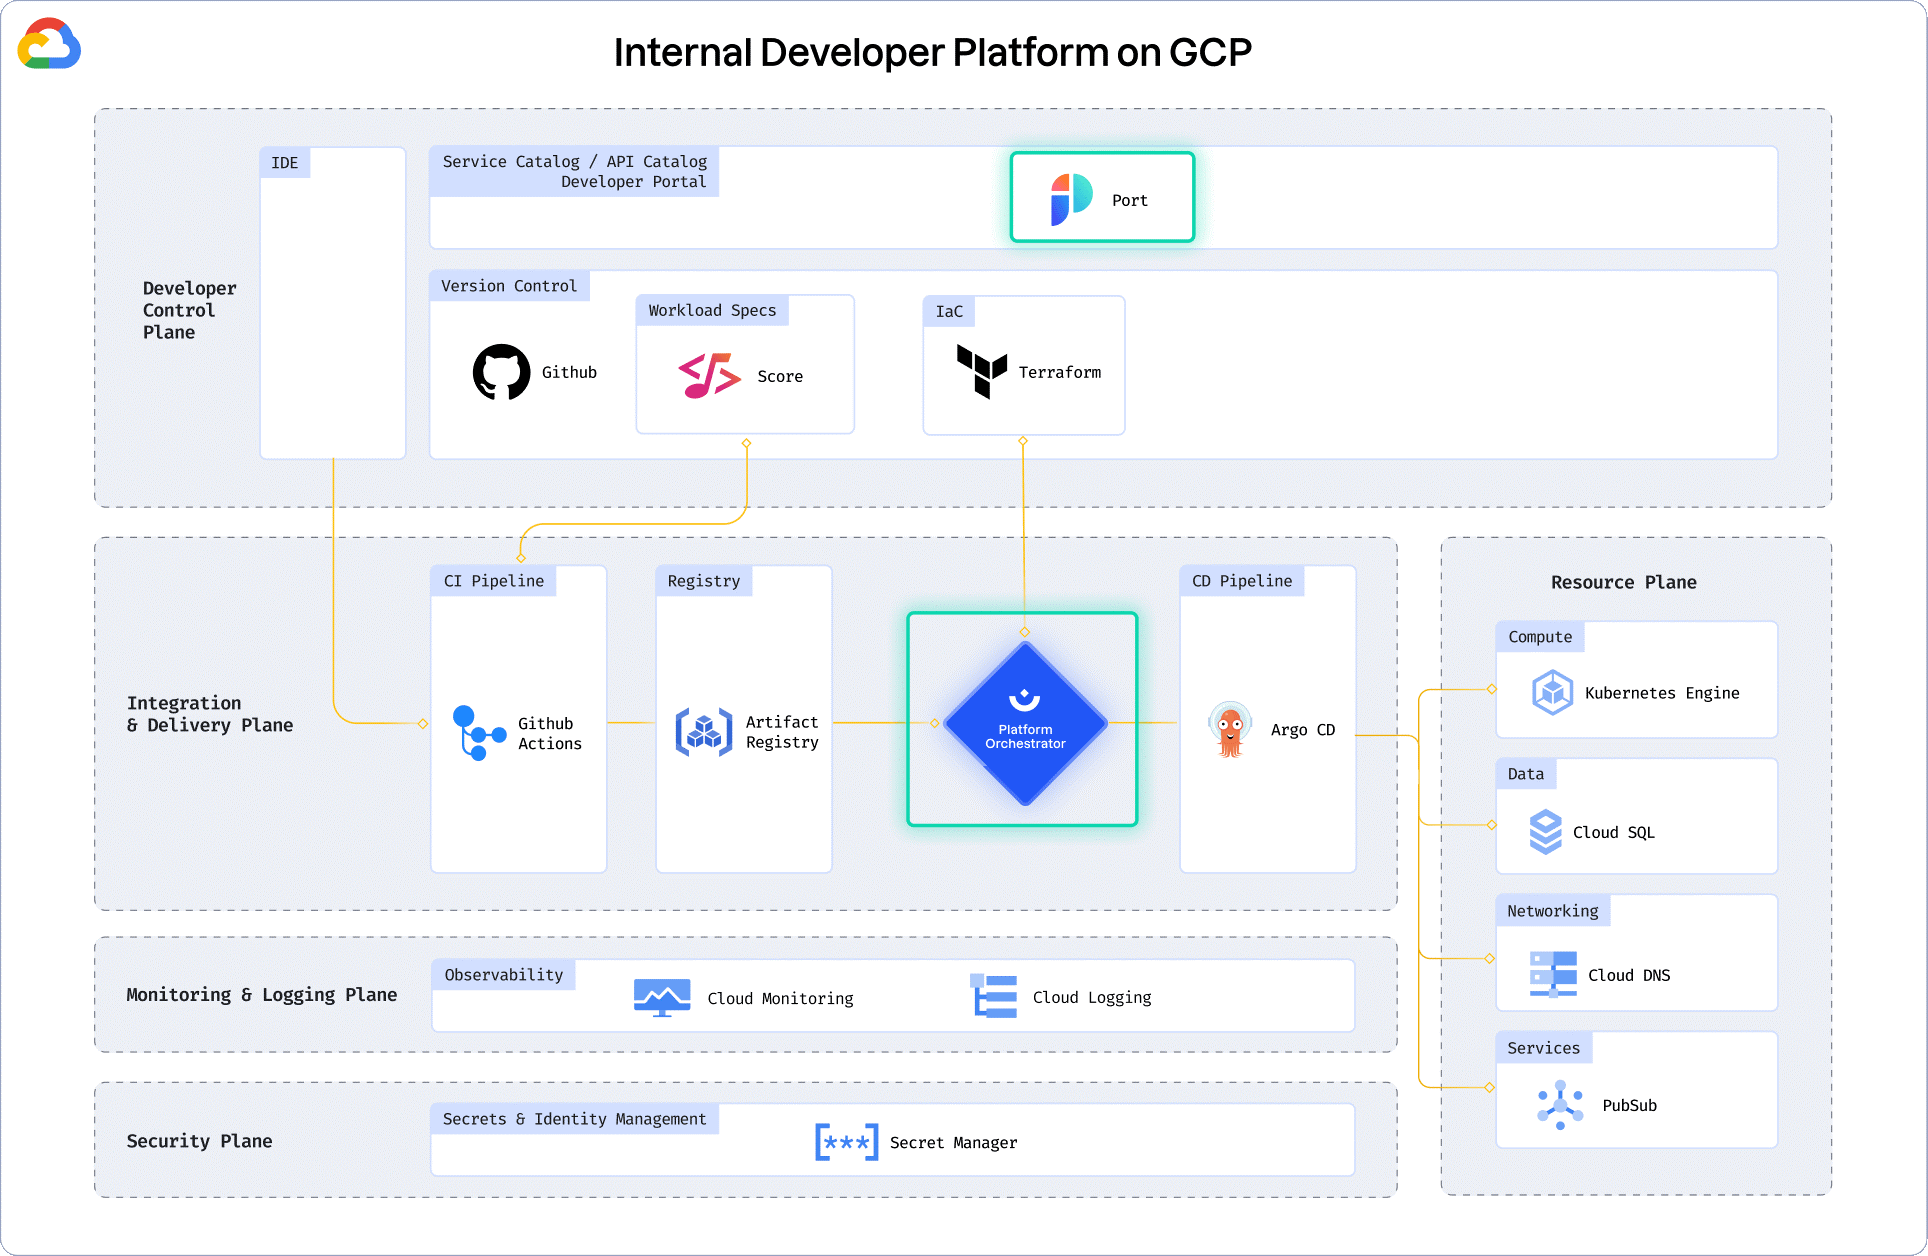 Internal Developer Platform on GCP
Developer
Control
Plane
IDE
Service Catalog / API Catalog
Developer Portal
Port
Version Control
Github
Workload Specs
Score
IaC
Terraform
Integration
& Delivery Plane
CI Pipeline
Github
Actions
Registry
Artifact
Registry
Platform
Orchestrator
CD Pipeline
Argo CD
Resource Plane
Compute
Kubernetes Engine
Data
Cloud SQL
Networking
Cloud DNS
Services
PubSub
Monitoring & Logging Plane
Observability
Cloud Monitoring
Cloud Logging
Security Plane
Secrets & Identity Management
[***]
Secret Manager